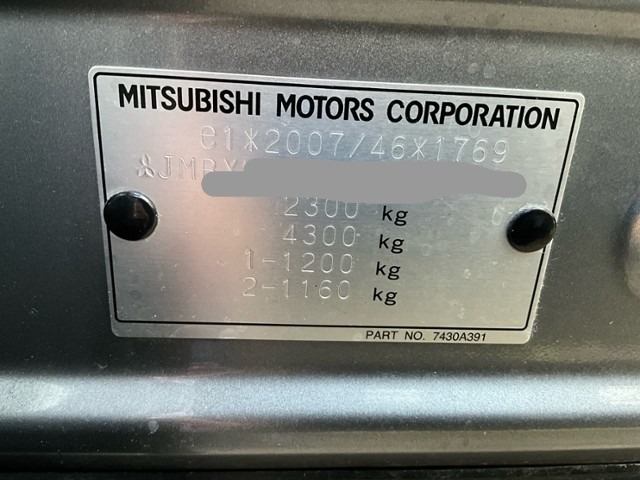 MITSUBISHI MOTORS CORPORATION
e1*2007/46*1769
JMB
2300 kg
4300 kg
1-1200 kg
2-1160 kg
PART NO. 7430A391